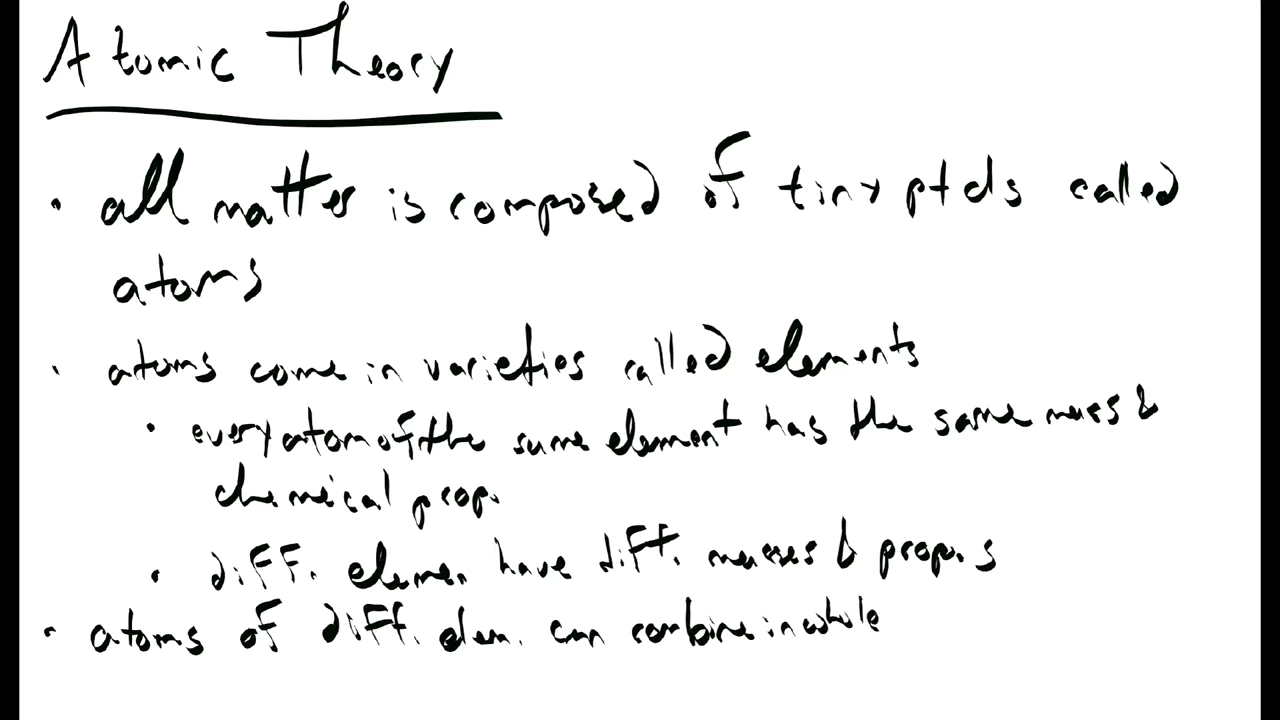 Atomic Theory
• all matter is composed of tiny ptcls called
atoms
• atoms come in varieties called elements
• every atom of the same element has the same mass &
chemical prop.
• diff. elemen. have diff. masses & prop.s
• atoms of diff. elem. can combine in whole